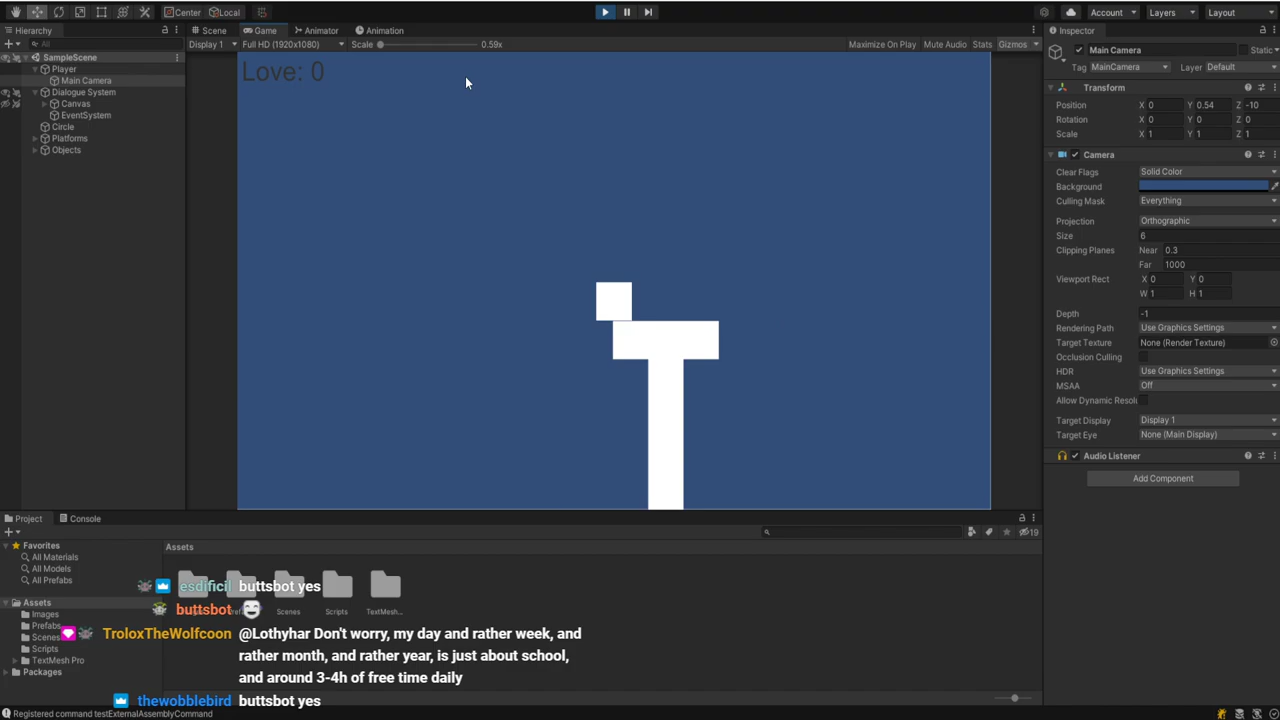 Center
Local
Account
Layers
Layout
Hierarchy
Scene
Game
Animator
Animation
Inspector
All
Display 1
Full HD (1920x1080)
Scale
0.59x
Maximize On Play
Mute Audio
Stats
Gizmos
SampleScene
Player
Main Camera
Dialogue System
Canvas
EventSystem
Circle
Platforms
Objects
Love: 0
Main Camera
Static
Tag
MainCamera
Layer
Default
Transform
Position
X 0
Y 0.54
Z -10
Rotation
X 0
Y 0
Z 0
Scale
X 1
Y 1
Z 1
Camera
Clear Flags
Solid Color
Background
Culling Mask
Everything
Projection
Orthographic
Size
6
Clipping Planes
Near
0.3
Far
1000
Viewport Rect
X 0
Y 0
W 1
H 1
Depth
-1
Rendering Path
Use Graphics Settings
Target Texture
None (Render Texture)
Occlusion Culling
HDR
Use Graphics Settings
MSAA
Off
Allow Dynamic Resolu
Target Display
Display 1
Target Eye
None (Main Display)
Audio Listener
Add Component
Project
Console
19
Favorites
All Materials
All Models
All Prefabs
Assets
Images
Prefabs
Scenes
Scripts
TextMesh Pro
Packages
Assets
Scenes
Scripts
TextMesh...
esdificil buttsbot yes
buttsbot
TroloxTheWolfcoon @Lothyhar Don't worry, my day and rather week, and
rather month, and rather year, is just about school,
and around 3-4h of free time daily
thewobblebird buttsbot yes
Registered command testExternalAssemblyCommand